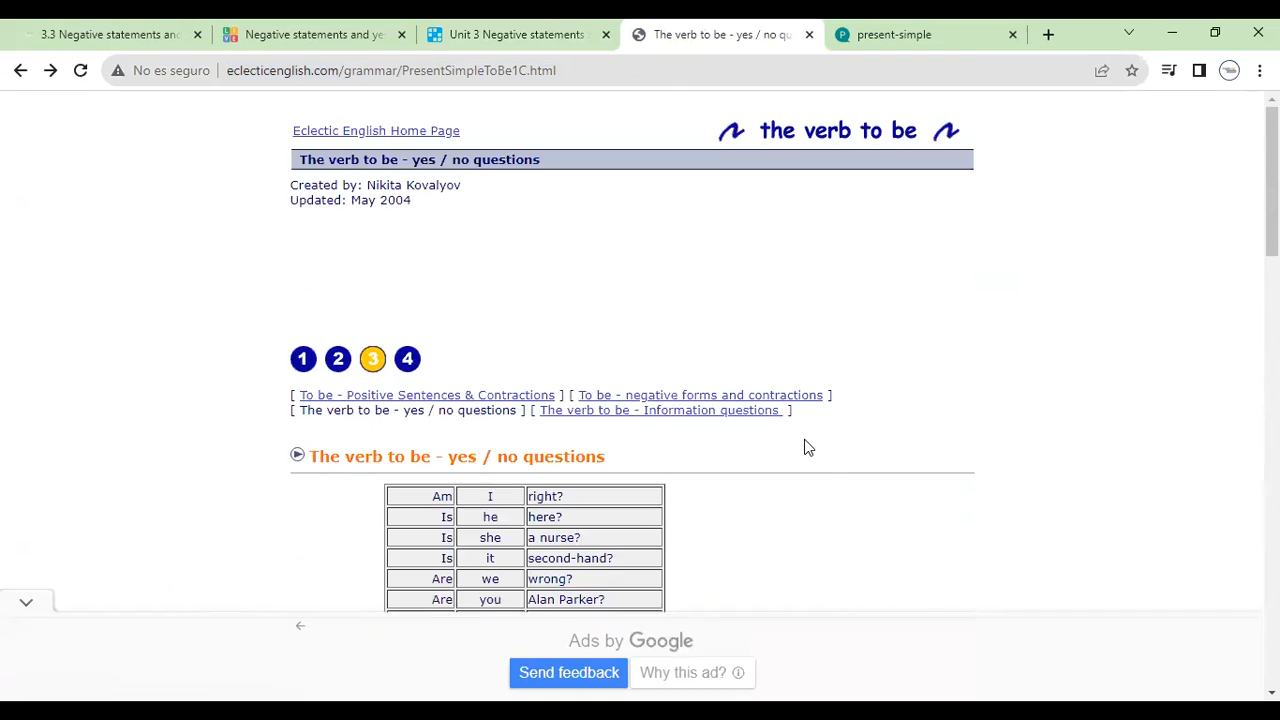 3.3 Negative statements and
Negative statements and ye
Unit 3 Negative statements
The verb to be - yes / no qu
present-simple
No es seguro
eclecticenglish.com/grammar/PresentSimpleToBe1C.html
Eclectic English Home Page
the verb to be
The verb to be - yes / no questions
Created by: Nikita Kovalyov
Updated: May 2004
1 2 3 4
[ To be - Positive Sentences & Contractions ] [ To be - negative forms and contractions ]
[ The verb to be - yes / no questions ] [ The verb to be - Information questions ]
The verb to be - yes / no questions
Am I right?
Is he here?
Is she a nurse?
Is it second-hand?
Are we wrong?
Are you Alan Parker?
Ads by Google
Send feedback
Why this ad?